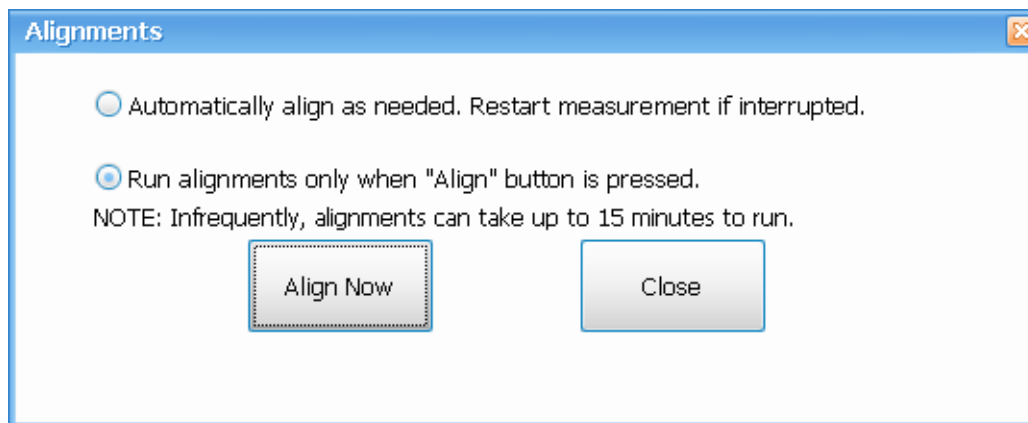 Alignments
Automatically align as needed. Restart measurement if interrupted.
Run alignments only when "Align" button is pressed.
NOTE: Infrequently, alignments can take up to 15 minutes to run.
Align Now Close